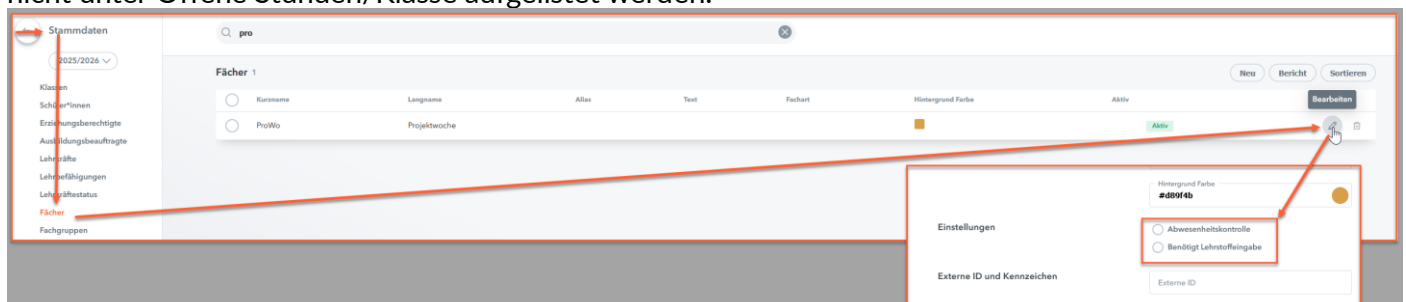 nicht unter Offene Stunden/Klasse aufgelistet werden.
Stammdaten
pro
2025/2026
Fächer 1
Neu Bericht Sortieren
Klassen
Kurzname Langname Alias Text Fachart Hintergrund Farbe Aktiv
Bearbeiten
Schüler*innen
Erziehungsberechtigte
ProWo Projektwoche Aktiv
Ausbildungsbeauftragte
Lehrkräfte
Lehrbefähigungen
Lehrkräftestatus
Fächer
Fachgruppen
Hintergrund Farbe
#d89f4b
Einstellungen
Abwesenheitskontrolle
Benötigt Lehrstoffeingabe
Externe ID und Kennzeichen
Externe ID